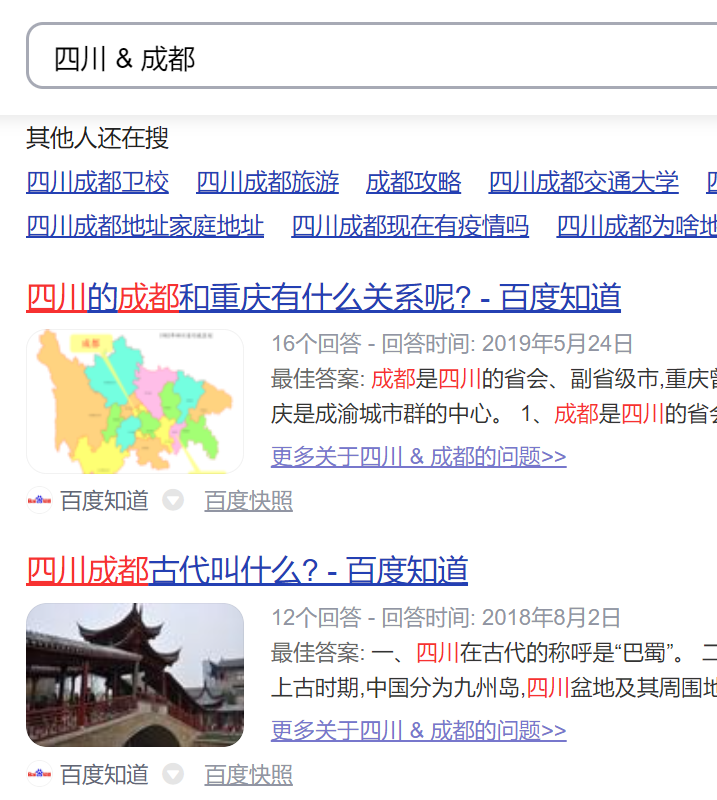 四川 & 成都
其他人还在搜
四川成都卫校 四川成都旅游 成都攻略 四川成都交通大学
四川成都地址家庭地址 四川成都现在有疫情吗 四川成都为啥地
四川的成都和重庆有什么关系呢? - 百度知道
成都
16个回答 - 回答时间: 2019年5月24日
最佳答案: 成都是四川的省会、副省级市,重庆曾
庆是成渝城市群的中心。 1、成都是四川的省会
更多关于四川 & 成都的问题>>
百度知道 百度快照
四川成都古代叫什么? - 百度知道
12个回答 - 回答时间: 2018年8月2日
最佳答案: 一、四川在古代的称呼是“巴蜀”。 二
上古时期,中国分为九州岛,四川盆地及其周围地
更多关于四川 & 成都的问题>>
百度知道 百度快照